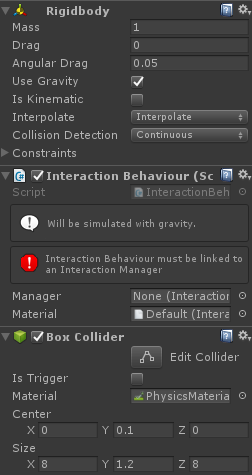 Rigidbody
Mass 1
Drag 0
Angular Drag 0.05
Use Gravity
Is Kinematic
Interpolate Interpolate
Collision Detection Continuous
Constraints
Interaction Behaviour (Sc
Script InteractionBeh
Will be simulated with gravity.
Interaction Behaviour must be linked to
an Interaction Manager
Manager None (Interaction
Material Default (Intera
Box Collider
Edit Collider
Is Trigger
Material PhysicsMateria
Center
X 0 Y 0.1 Z 0
Size
X 8 Y 1.2 Z 8